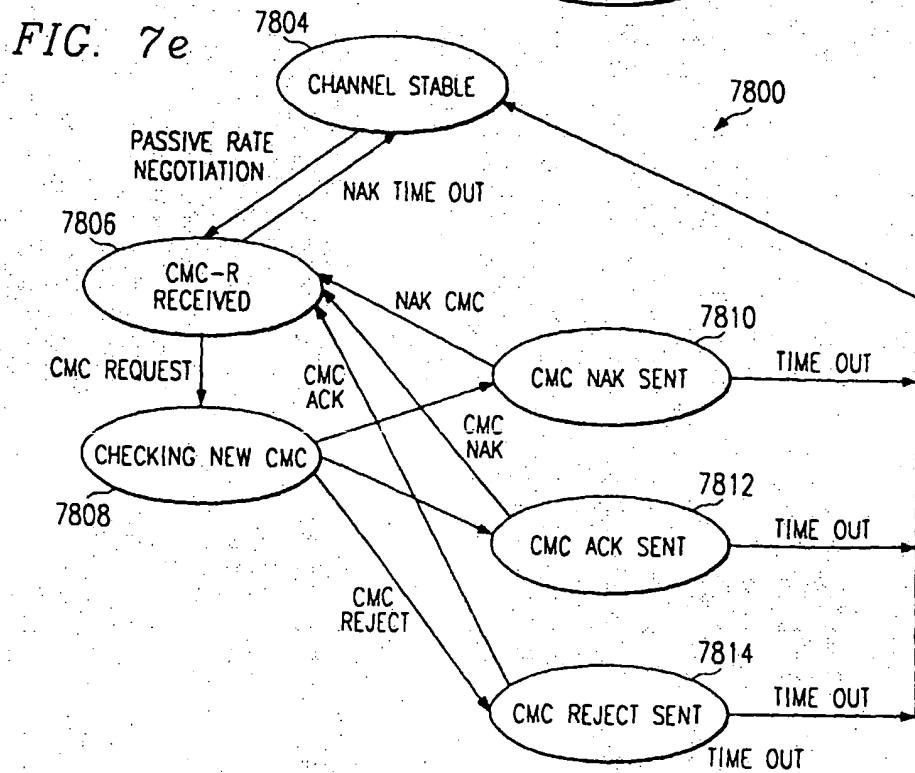 FIG. 7e
7804
CHANNEL STABLE
7800
PASSIVE RATE
NEGOTIATION
NAK TIME OUT
7806
CMC-R
RECEIVED
NAK CMC
7810
CMC REQUEST
CMC
ACK
CMC NAK SENT
TIME OUT
CMC
NAK
CHECKING NEW CMC
7808
7812
CMC ACK SENT
TIME OUT
CMC
REJECT
7814
CMC REJECT SENT
TIME OUT
TIME OUT